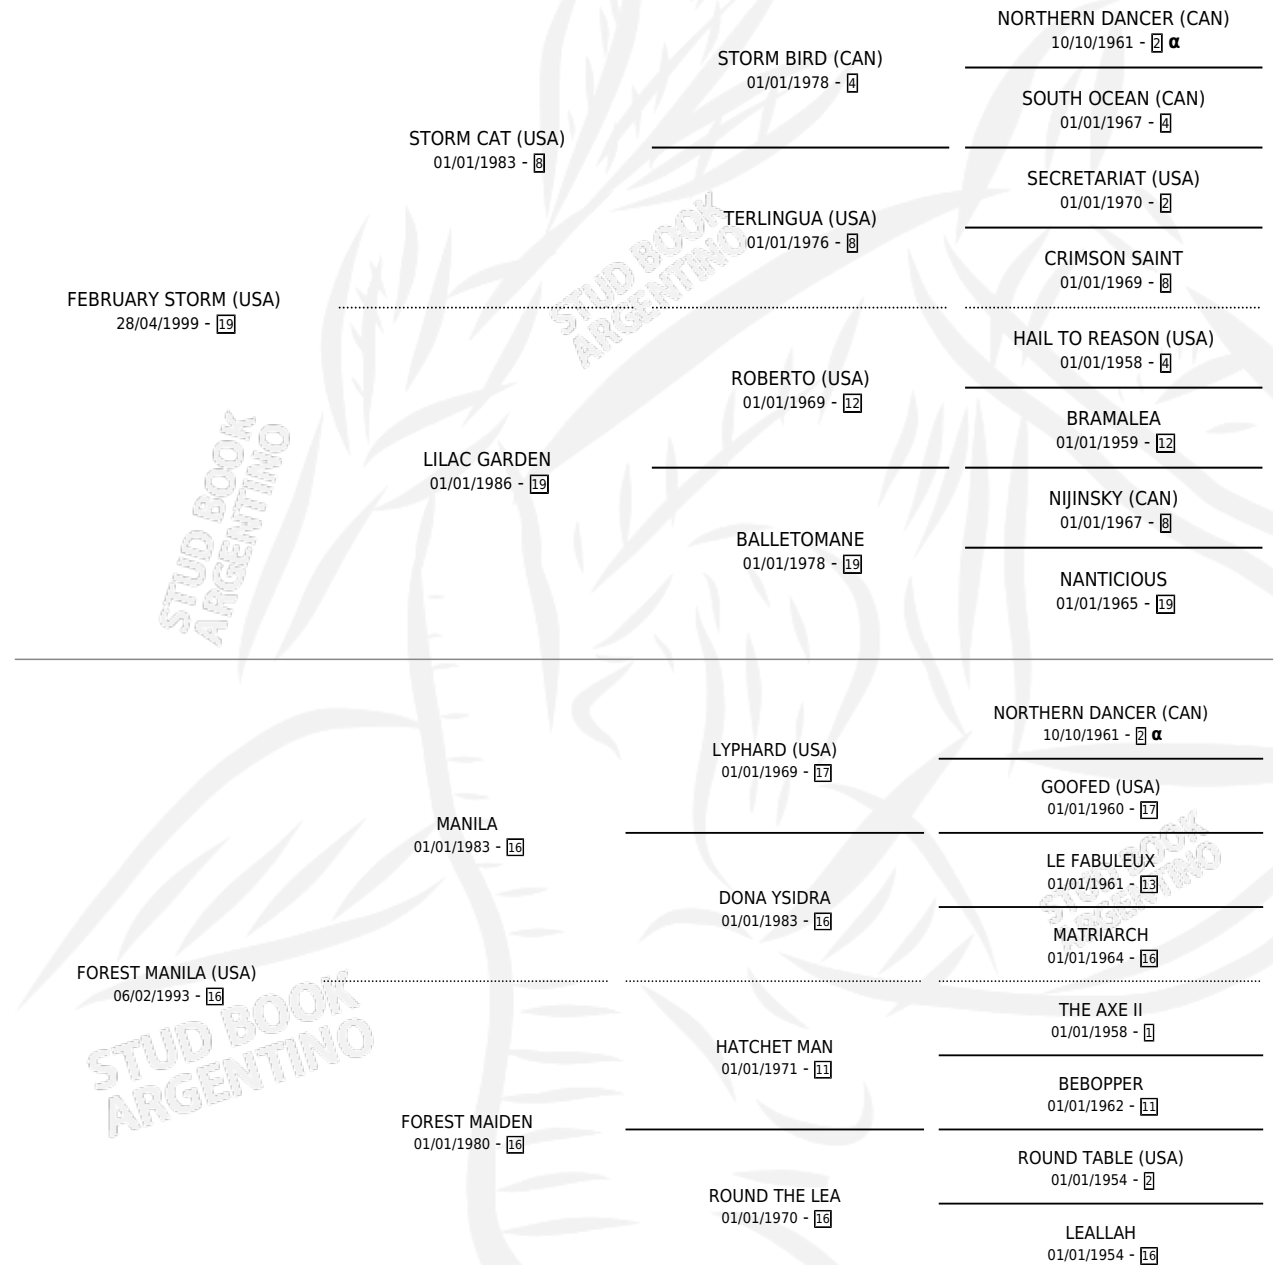 NORTHERN DANCER (CAN)
10/10/1961 - 2 α
STORM BIRD (CAN)
01/01/1978 - 4
SOUTH OCEAN (CAN)
01/01/1967 - 4
STORM CAT (USA)
01/01/1983 - 8
SECRETARIAT (USA)
01/01/1970 - 2
TERLINGUA (USA)
01/01/1976 - 8
CRIMSON SAINT
01/01/1969 - 8
FEBRUARY STORM (USA)
28/04/1999 - 19
HAIL TO REASON (USA)
01/01/1958 - 4
ROBERTO (USA)
01/01/1969 - 12
BRAMALEA
01/01/1959 - 12
LILAC GARDEN
01/01/1986 - 19
NIJINSKY (CAN)
01/01/1967 - 8
BALLETOMANE
01/01/1978 - 19
NANTICIOUS
01/01/1965 - 19
STUD BOOK
ARGENTINO
STUD BOOK
ARGENTINO
NORTHERN DANCER (CAN)
10/10/1961 - 2 α
LYPHARD (USA)
01/01/1969 - 17
GOOFED (USA)
01/01/1960 - 17
MANILA
01/01/1983 - 16
LE FABULEUX
01/01/1961 - 13
DONA YSIDRA
01/01/1983 - 16
MATRIARCH
01/01/1964 - 16
FOREST MANILA (USA)
06/02/1993 - 16
THE AXE II
01/01/1958 - 1
HATCHET MAN
01/01/1971 - 11
BEBOPPER
01/01/1962 - 11
FOREST MAIDEN
01/01/1980 - 16
ROUND TABLE (USA)
01/01/1954 - 2
ROUND THE LEA
01/01/1970 - 16
LEALLAH
01/01/1954 - 16
STUD BOOK
ARGENTINO
STUD BOOK
ARGENTINO